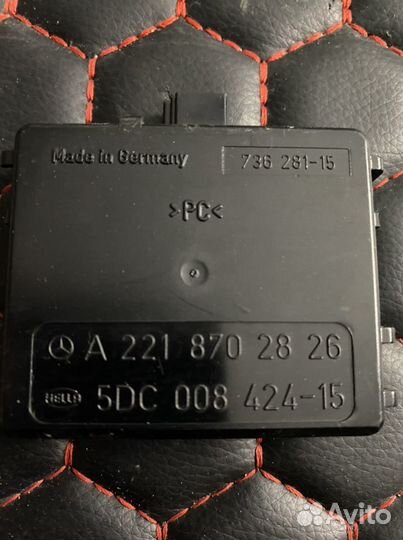 Made in Germany
736 281-15
>PC<
A 221 870 28 26
HELLA
5DC 008 424-15
Avito